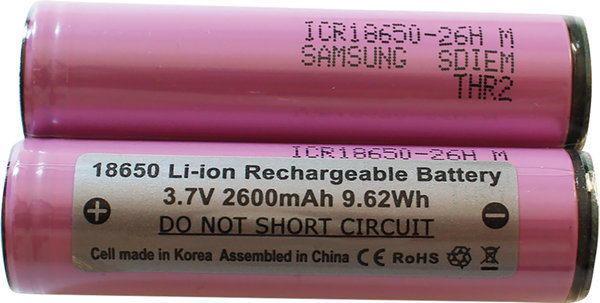 ICR18650-26H M
SAMSUNG SDIEM
THR2
ICR18650-26H M
18650 Li-ion Rechargeable Battery
3.7V 2600mAh 9.62Wh
DO NOT SHORT CIRCUIT
Cell made in Korea Assembled in China CE RoHS